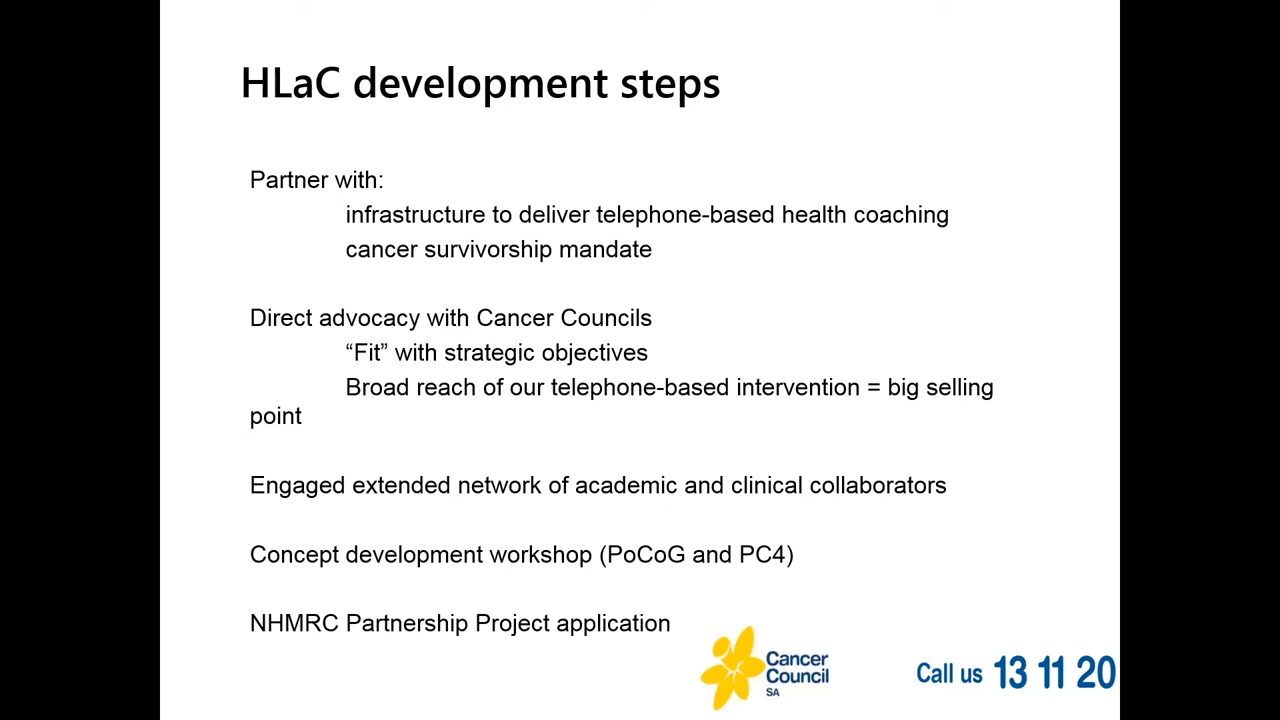 HLaC development steps
Partner with:
infrastructure to deliver telephone-based health coaching
cancer survivorship mandate
Direct advocacy with Cancer Councils
“Fit” with strategic objectives
Broad reach of our telephone-based intervention = big selling
point
Engaged extended network of academic and clinical collaborators
Concept development workshop (PoCoG and PC4)
NHMRC Partnership Project application
Cancer
Council
SA
Call us 13 11 20